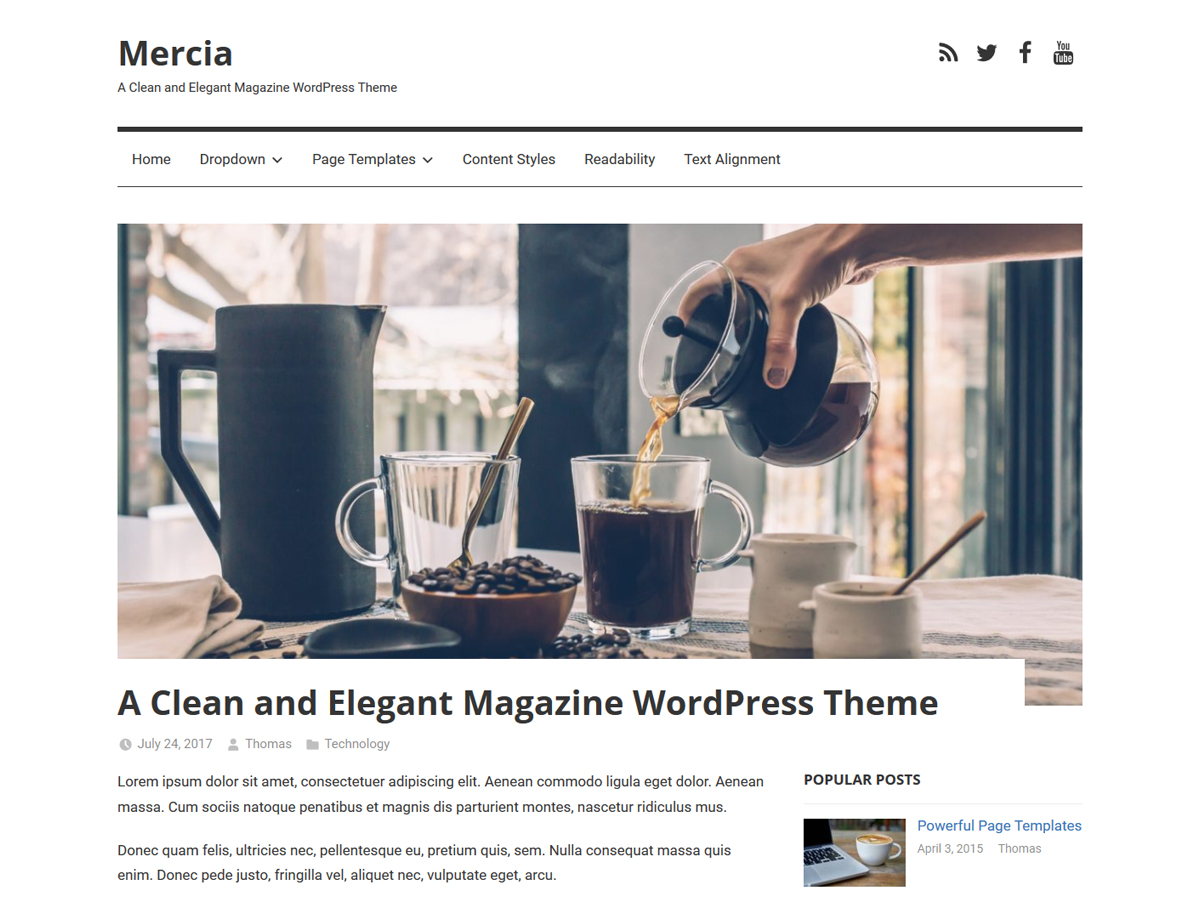 Mercia
A Clean and Elegant Magazine WordPress Theme
You
Tube
Home Dropdown Page Templates Content Styles Readability Text Alignment
A Clean and Elegant Magazine WordPress Theme
July 24, 2017 Thomas Technology
Lorem ipsum dolor sit amet, consectetuer adipiscing elit. Aenean commodo ligula eget dolor. Aenean
massa. Cum sociis natoque penatibus et magnis dis parturient montes, nascetur ridiculus mus.
Donec quam felis, ultricies nec, pellentesque eu, pretium quis, sem. Nulla consequat massa quis
enim. Donec pede justo, fringilla vel, aliquet nec, vulputate eget, arcu.
POPULAR POSTS
Powerful Page Templates
April 3, 2015 Thomas